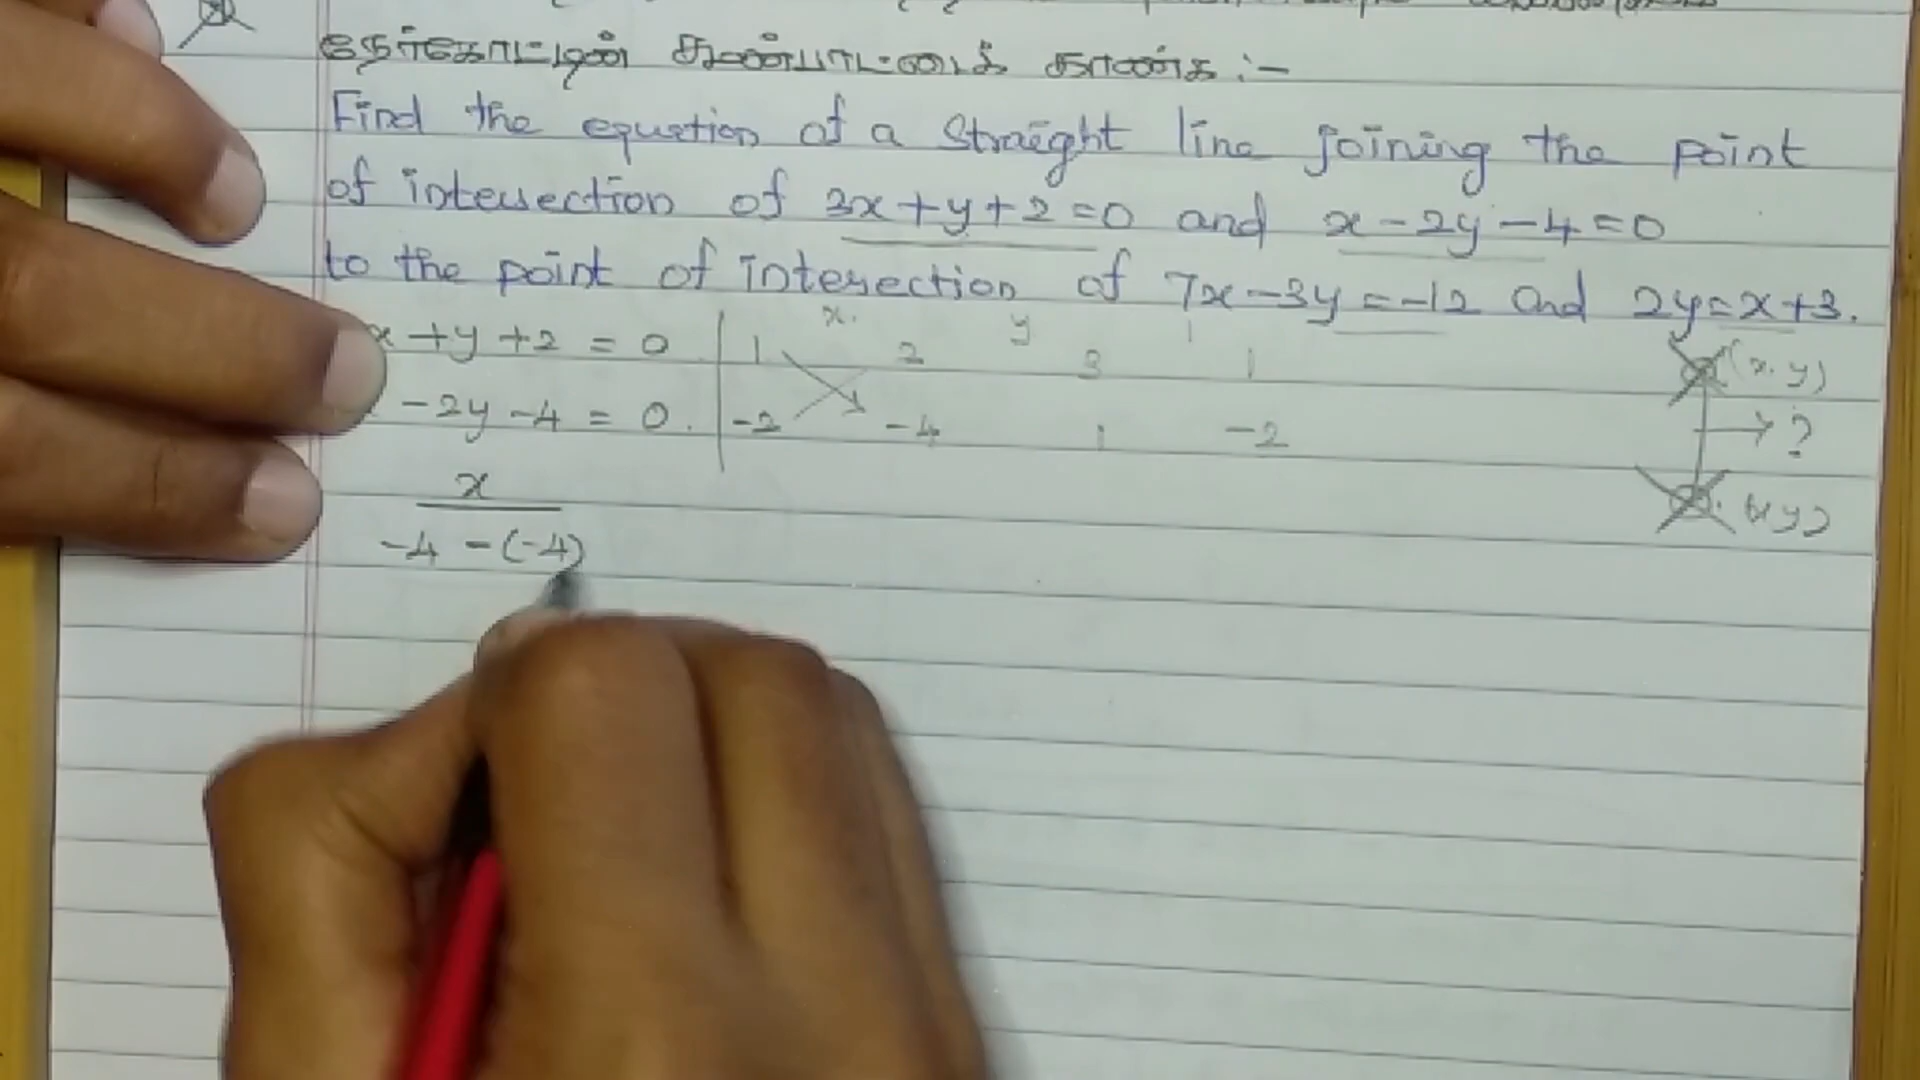 நேர்கோட்டின் சமன்பாட்டைக் காண்க :-
Find the equation of a Straight line joining the point
of intersection of 3x+y+2=0 and x-2y-4=0
to the point of intersection of 7x-3y=-12 and 2y=x+3.
x +y +2 = 0 1 x. 2 y 3 1 1
-2y -4 = 0. -2 -4 1 -2
(x.y)
?
(x y)
x
-4 -(-4)